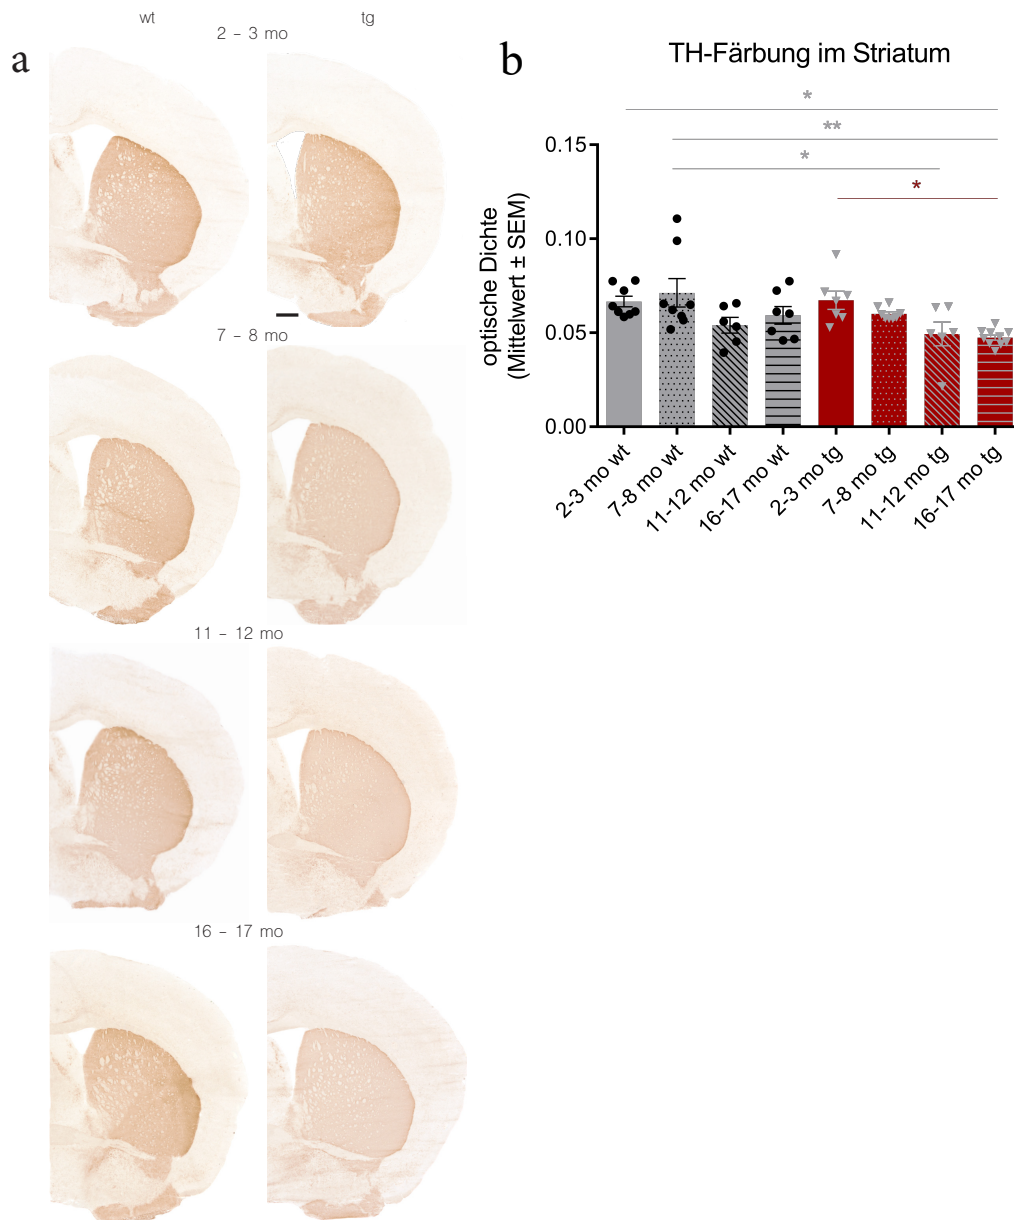 wt
tg
2 – 3 mo
a
7 – 8 mo
11 – 12 mo
16 – 17 mo
b
TH-Färbung im Striatum
*
**
*
*
optische Dichte
(Mittelwert ± SEM)
0.15
0.10
0.05
0.00
2-3 mo wt
7-8 mo wt
11-12 mo wt
16-17 mo wt
2-3 mo tg
7-8 mo tg
11-12 mo tg
16-17 mo tg